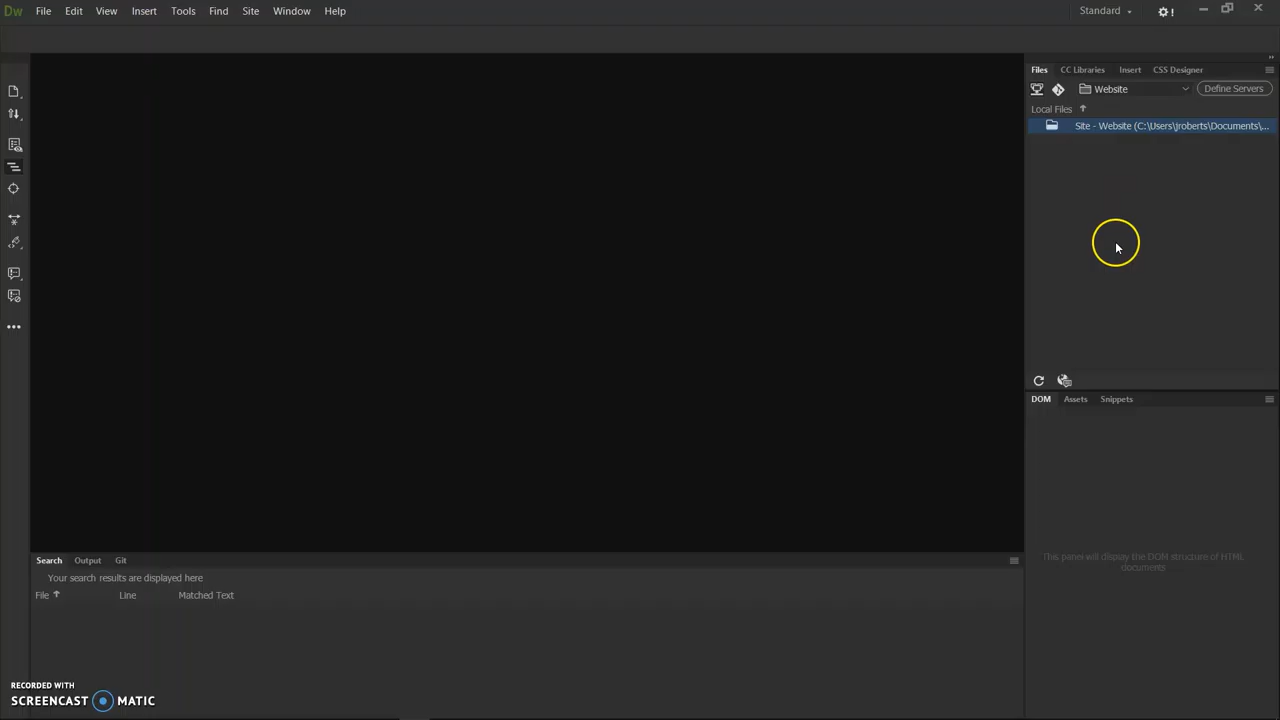 Dw File Edit View Insert Tools Find Site Window Help Standard !
Files CC Libraries Insert CSS Designer
Website Define Servers
Local Files
Site - Website (C:\Users\jroberts\Documents\...
DOM Assets Snippets
This panel will display the DOM structure of HTML
documents
Search Output Git
Your search results are displayed here
File Line Matched Text
RECORDED WITH
SCREENCAST MATIC